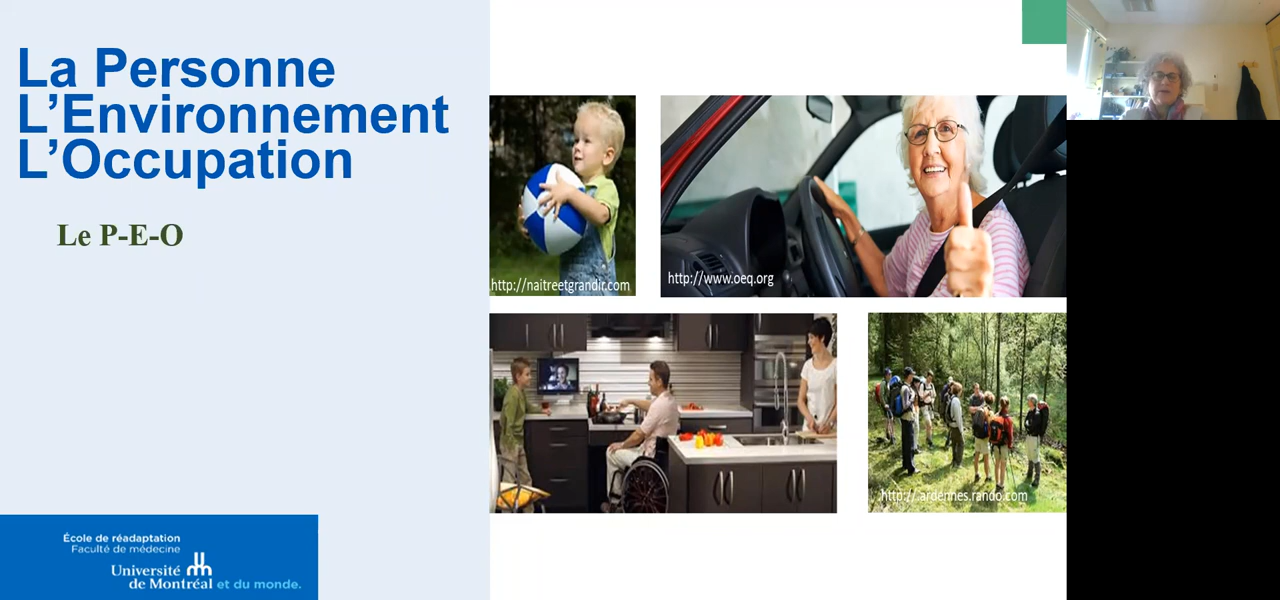 La Personne
L’Environnement
L’Occupation
Le P-E-O
http://naitreetgrandir.com
http://www.oeq.org
http://.ardennes.rando.com
École de réadaptation
Faculté de médecine
Université
de Montréal et du monde.